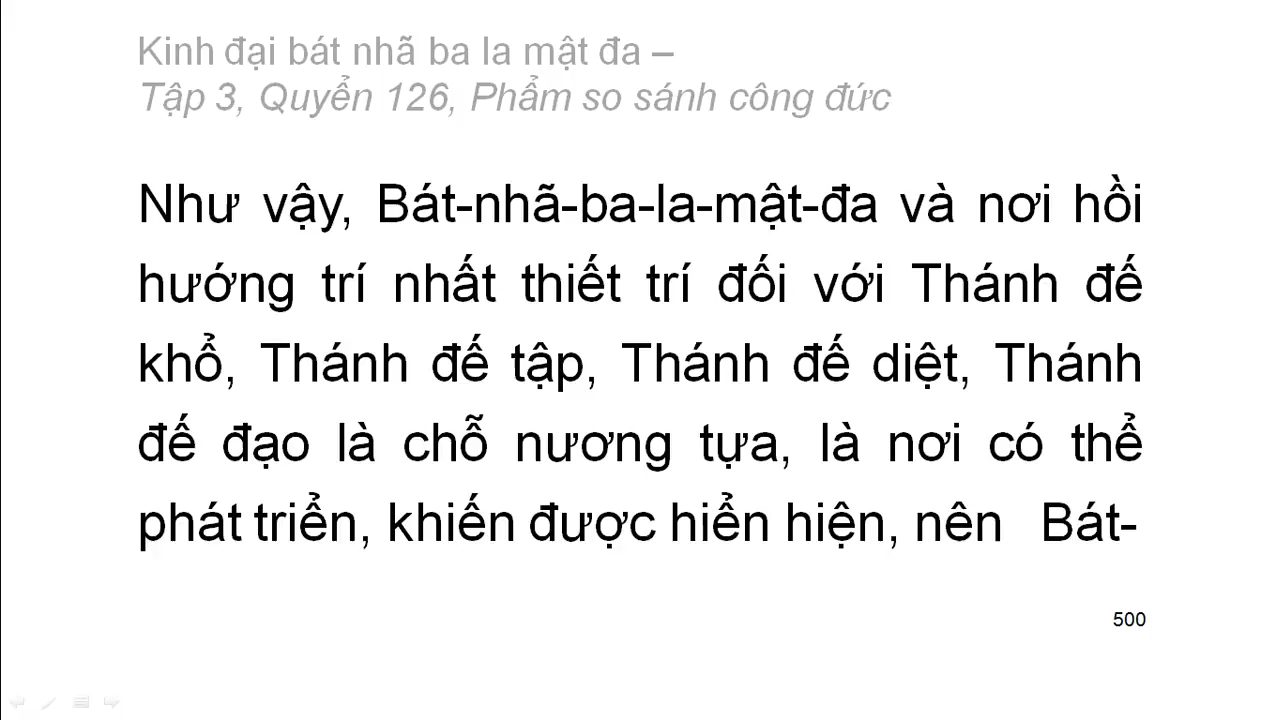 Kinh đại bát nhã ba la mật đa –
Tập 3, Quyển 126, Phẩm so sánh công đức
Như vậy, Bát-nhã-ba-la-mật-đa và nơi hồi
hướng trí nhất thiết trí đối với Thánh đế
khổ, Thánh đế tập, Thánh đế diệt, Thánh
đế đạo là chỗ nương tựa, là nơi có thể
phát triển, khiến được hiển hiện, nên Bát-
500